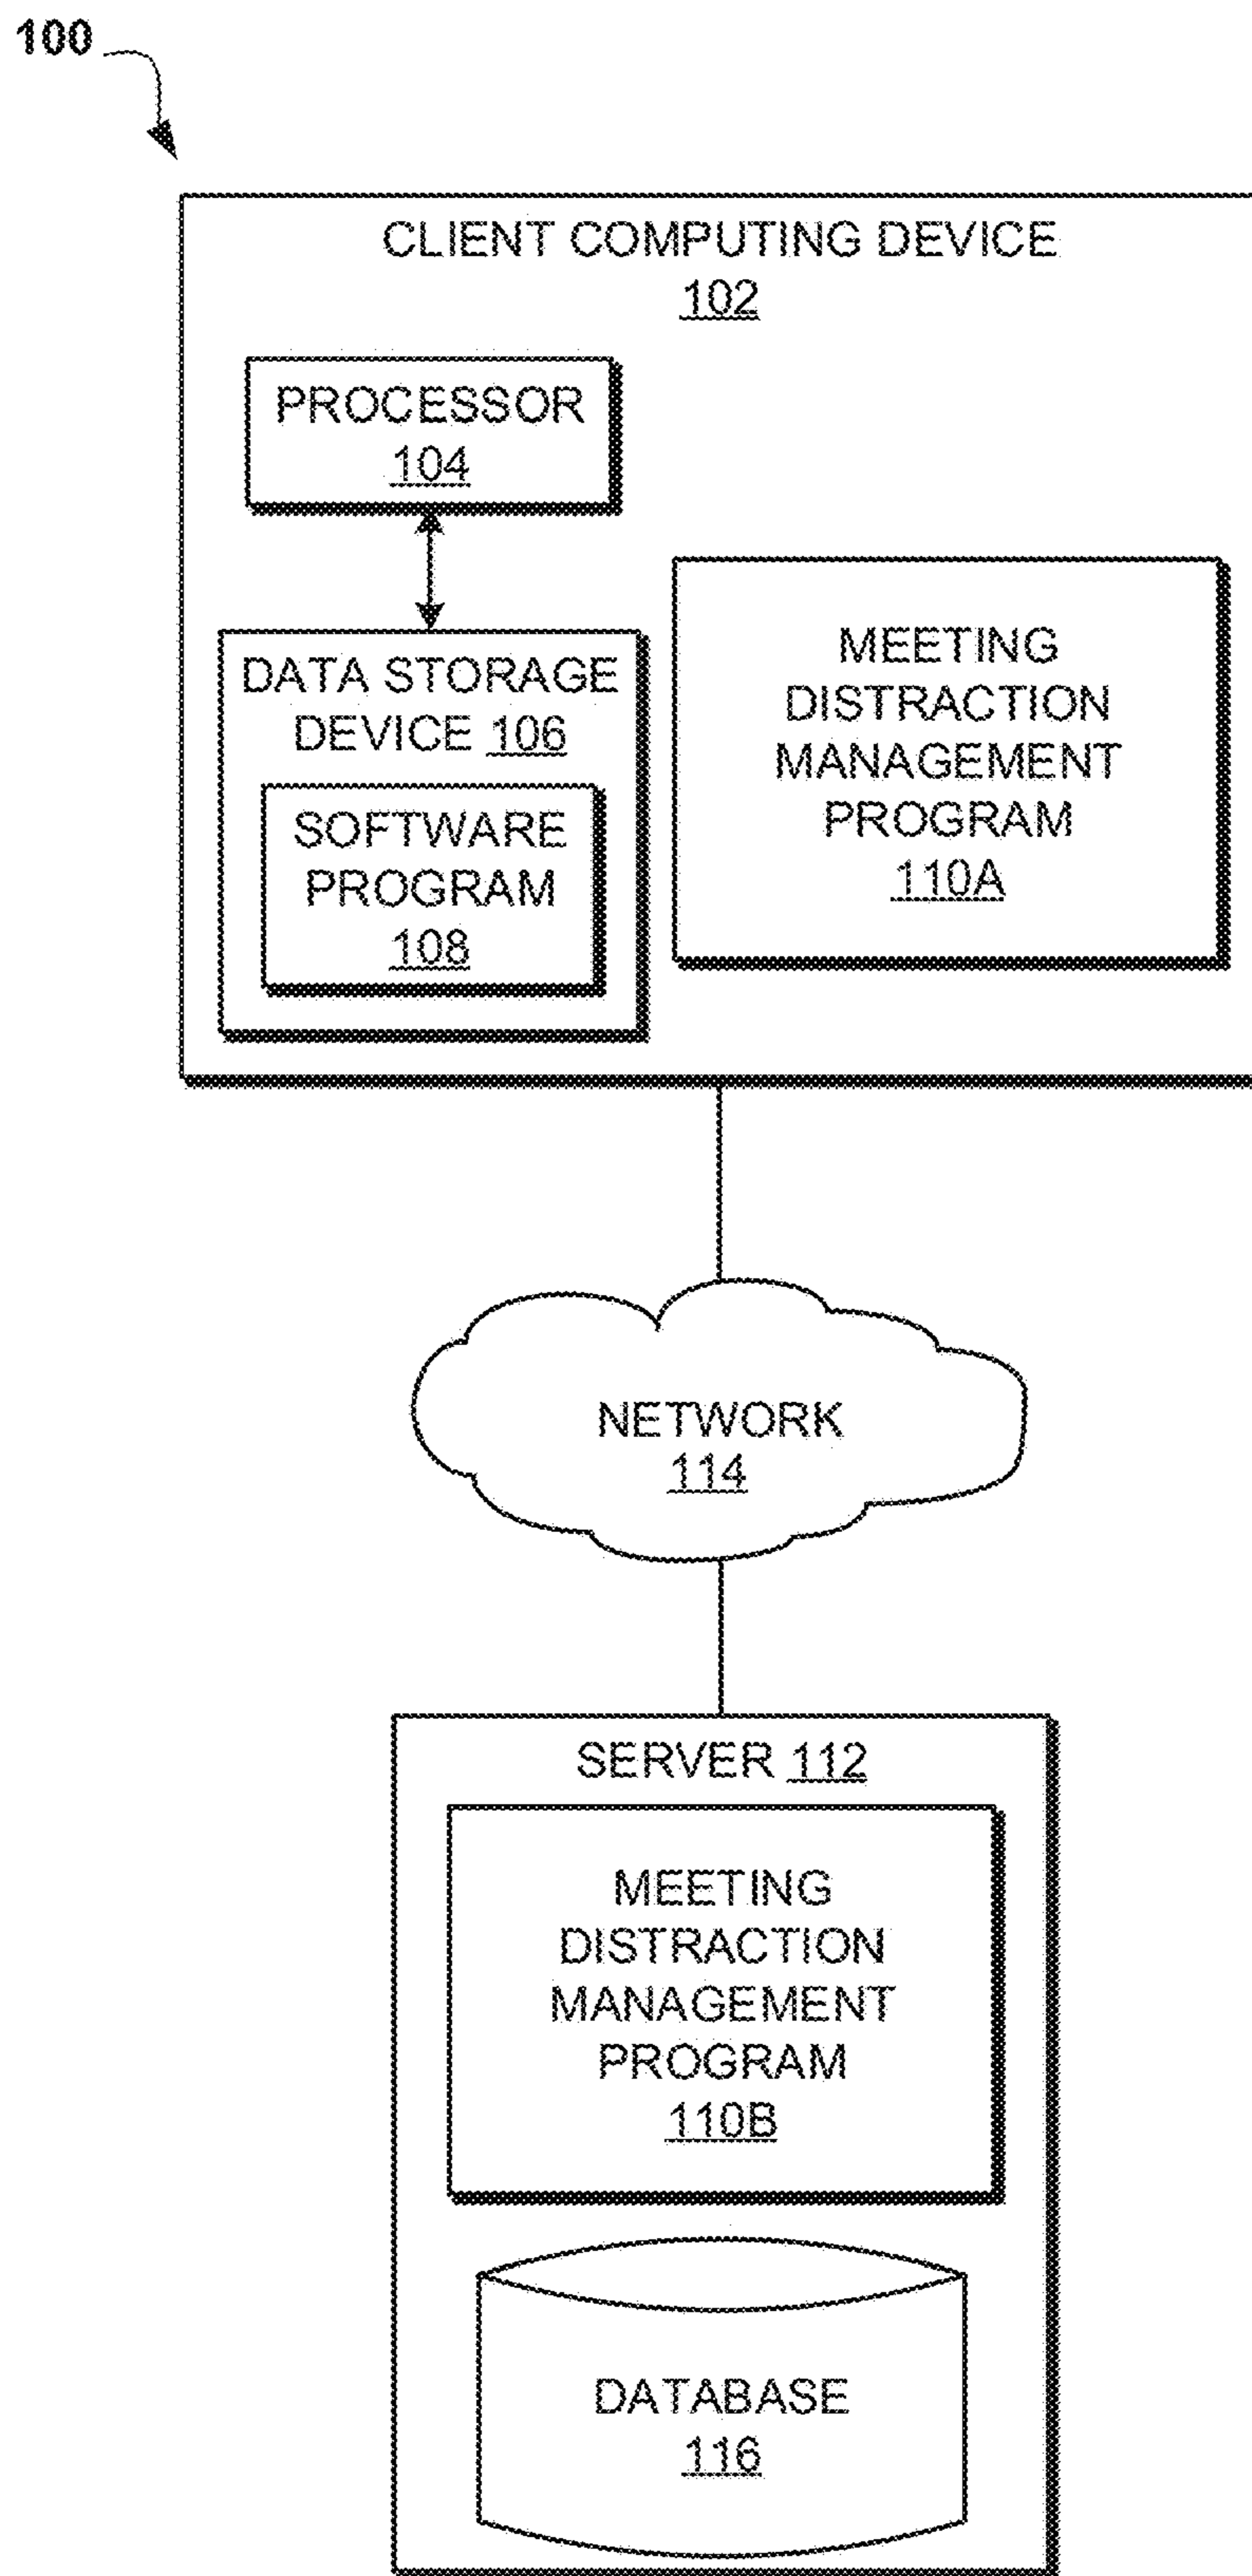 100
CLIENT COMPUTING DEVICE
102
PROCESSOR
104
DATA STORAGE
DEVICE 106
SOFTWARE
PROGRAM
108
MEETING
DISTRACTION
MANAGEMENT
PROGRAM
110A
NETWORK
114
SERVER 112
MEETING
DISTRACTION
MANAGEMENT
PROGRAM
110B
DATABASE
116